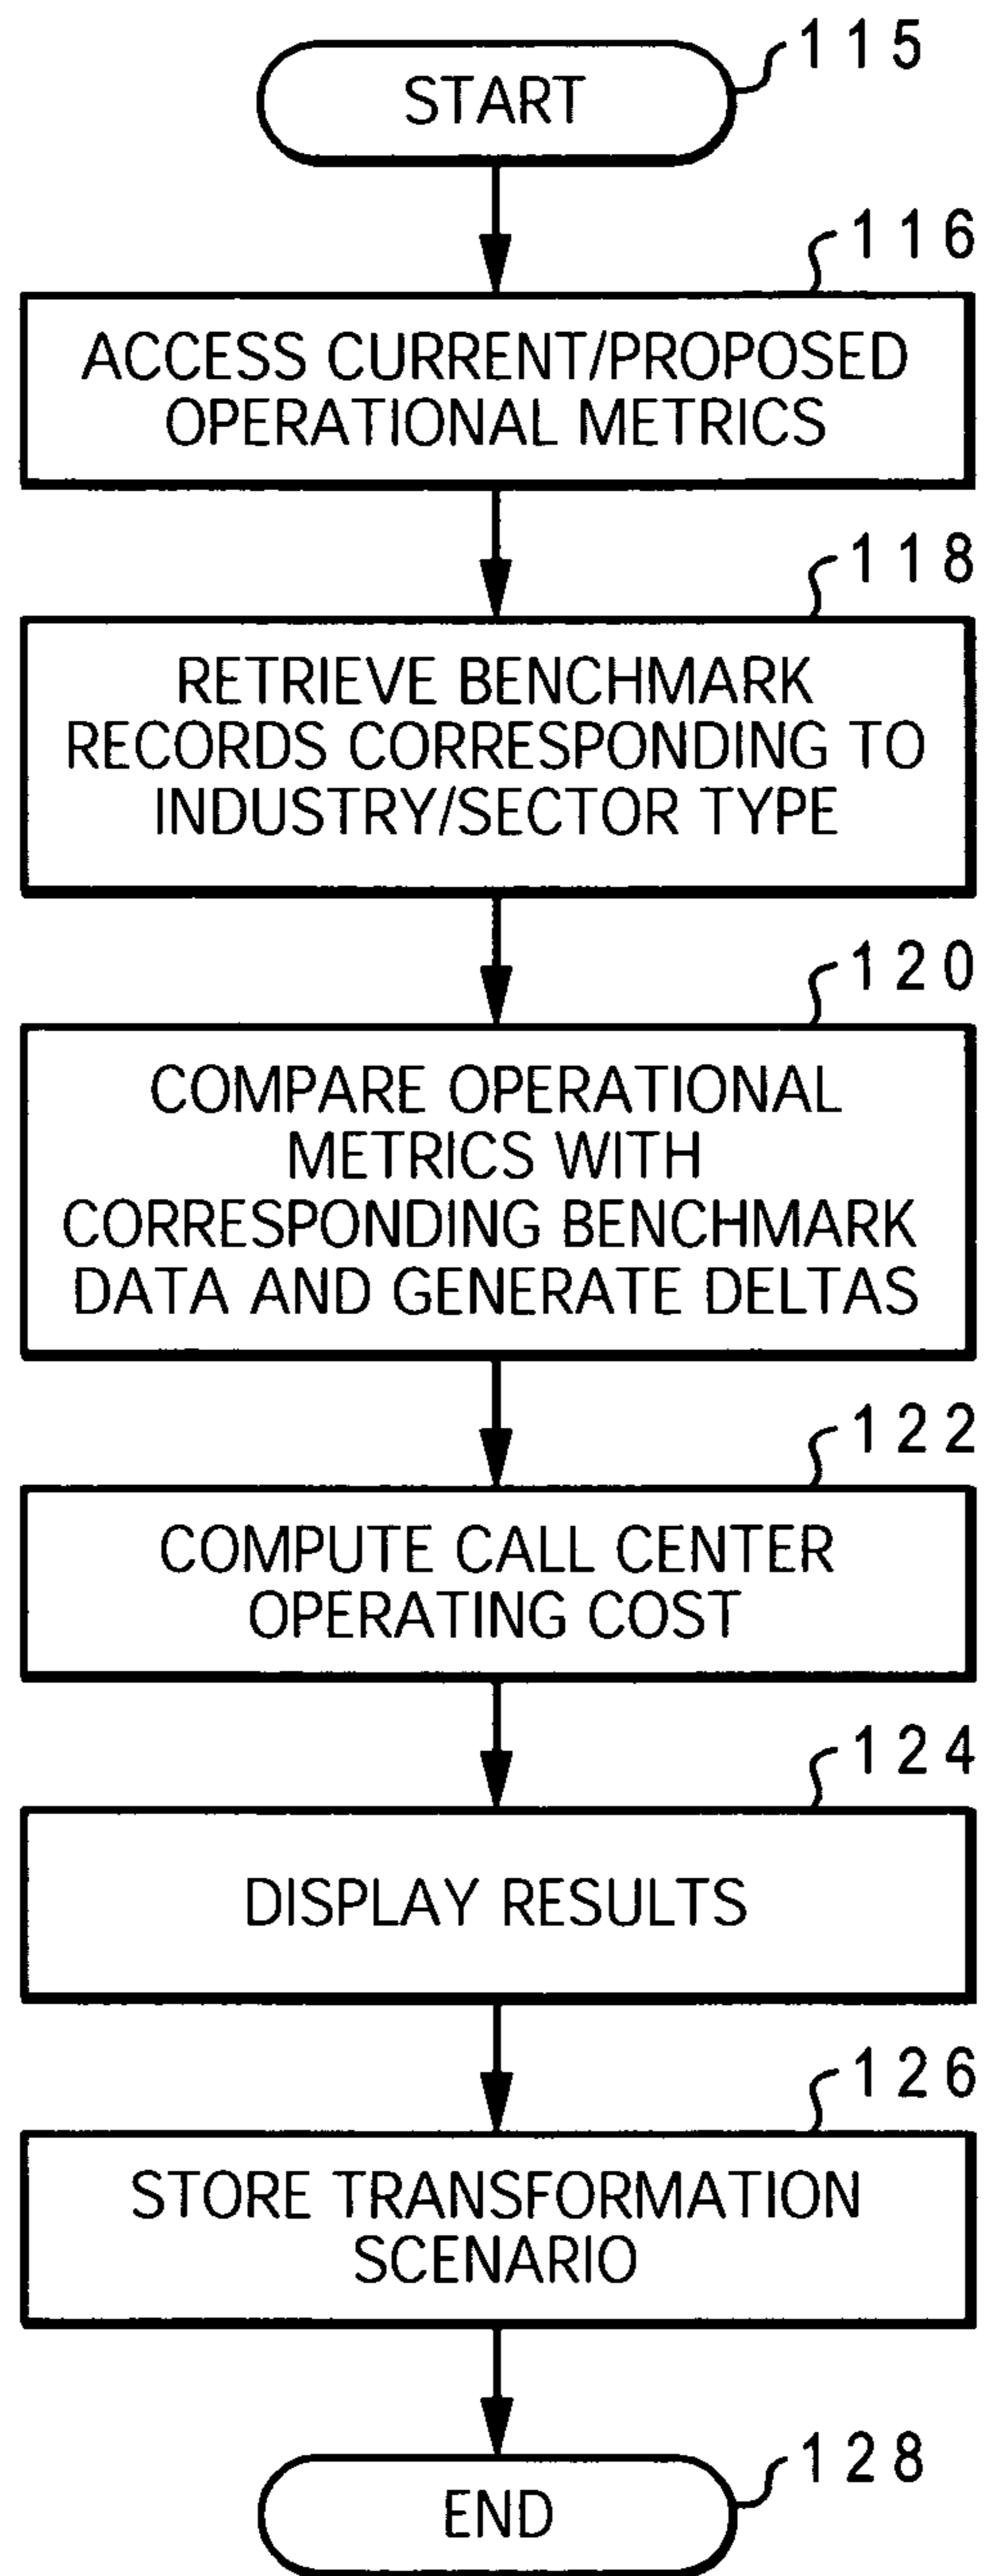 115
START
116
ACCESS CURRENT/PROPOSED
OPERATIONAL METRICS
118
RETRIEVE BENCHMARK
RECORDS CORRESPONDING TO
INDUSTRY/SECTOR TYPE
120
COMPARE OPERATIONAL
METRICS WITH
CORRESPONDING BENCHMARK
DATA AND GENERATE DELTAS
122
COMPUTE CALL CENTER
OPERATING COST
124
DISPLAY RESULTS
126
STORE TRANSFORMATION
SCENARIO
128
END